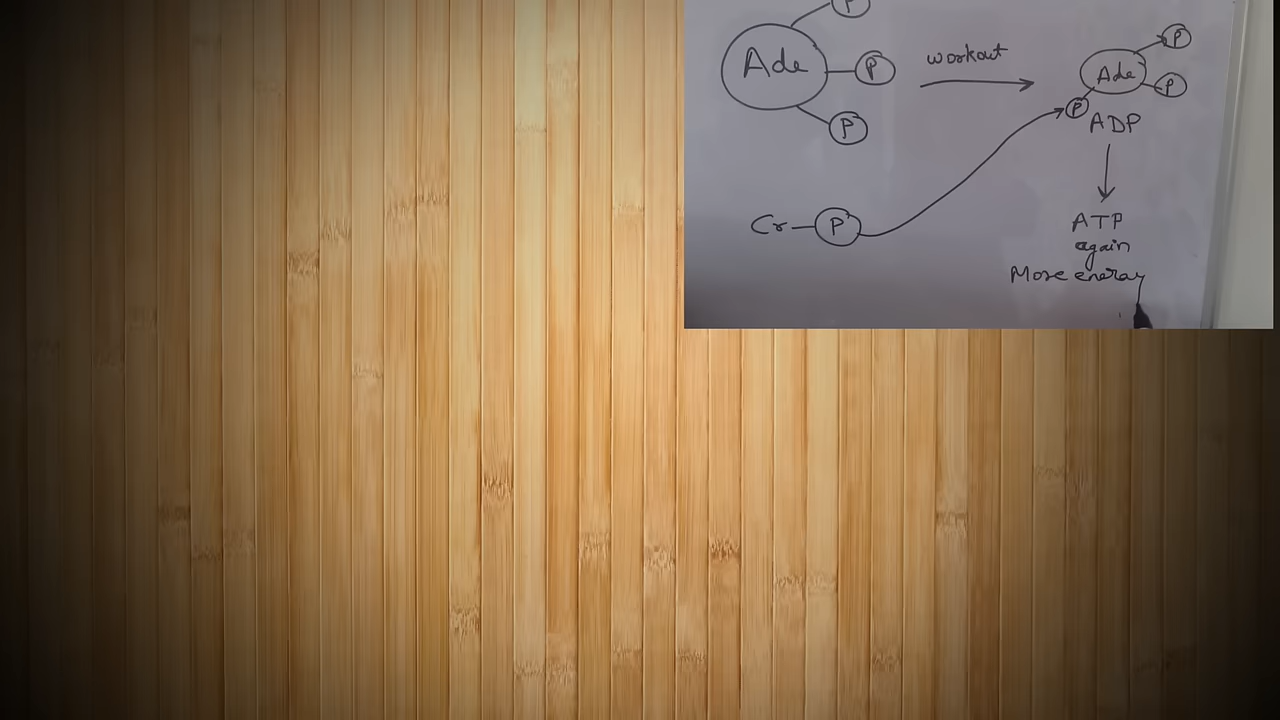 P
Ade P workout Ade P
P
P
P ADP
Cr P ATP
again
More energy